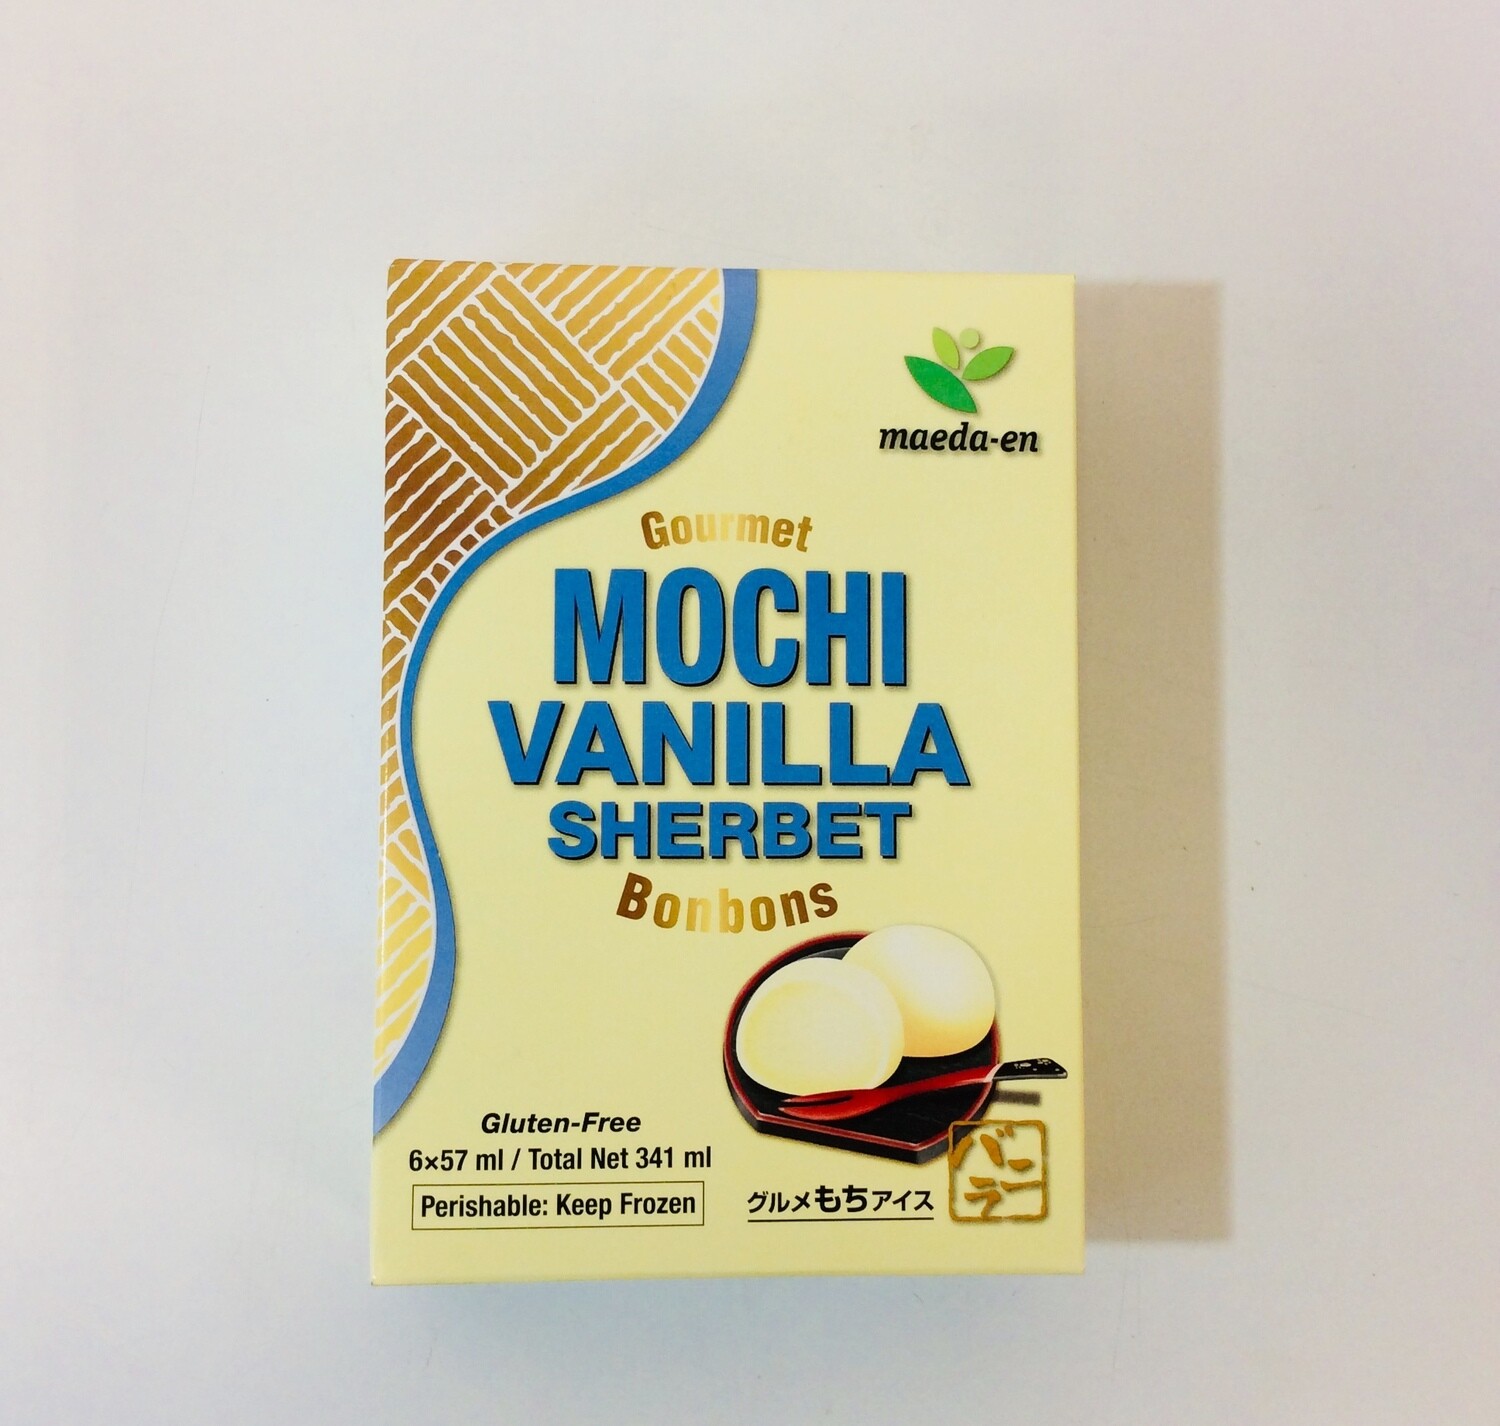 maeda-en
Gourmet
MOCHI
VANILLA
SHERBET
Bonbons
Gluten-Free
6×57 ml / Total Net 341 ml
Perishable: Keep Frozen
グルメもちアイス
バニラ